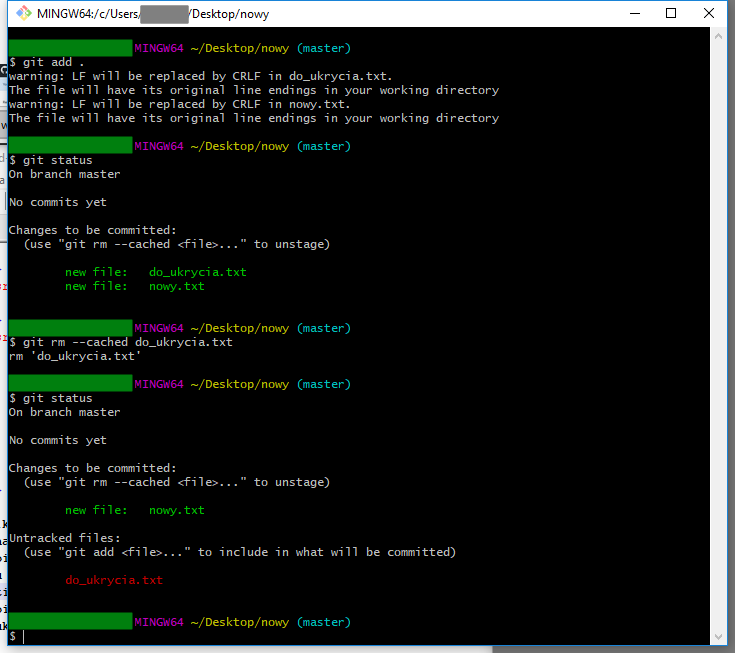 MINGW64:/c/Users/ /Desktop/nowy
MINGW64 ~/Desktop/nowy (master)
$ git add .
warning: LF will be replaced by CRLF in do_ukrycia.txt.
The file will have its original line endings in your working directory
warning: LF will be replaced by CRLF in nowy.txt.
The file will have its original line endings in your working directory
MINGW64 ~/Desktop/nowy (master)
$ git status
On branch master
No commits yet
Changes to be committed:
(use "git rm --cached <file>..." to unstage)
new file: do_ukrycia.txt
new file: nowy.txt
MINGW64 ~/Desktop/nowy (master)
$ git rm --cached do_ukrycia.txt
rm 'do_ukrycia.txt'
MINGW64 ~/Desktop/nowy (master)
$ git status
On branch master
No commits yet
Changes to be committed:
(use "git rm --cached <file>..." to unstage)
new file: nowy.txt
Untracked files:
(use "git add <file>..." to include in what will be committed)
do_ukrycia.txt
MINGW64 ~/Desktop/nowy (master)
$